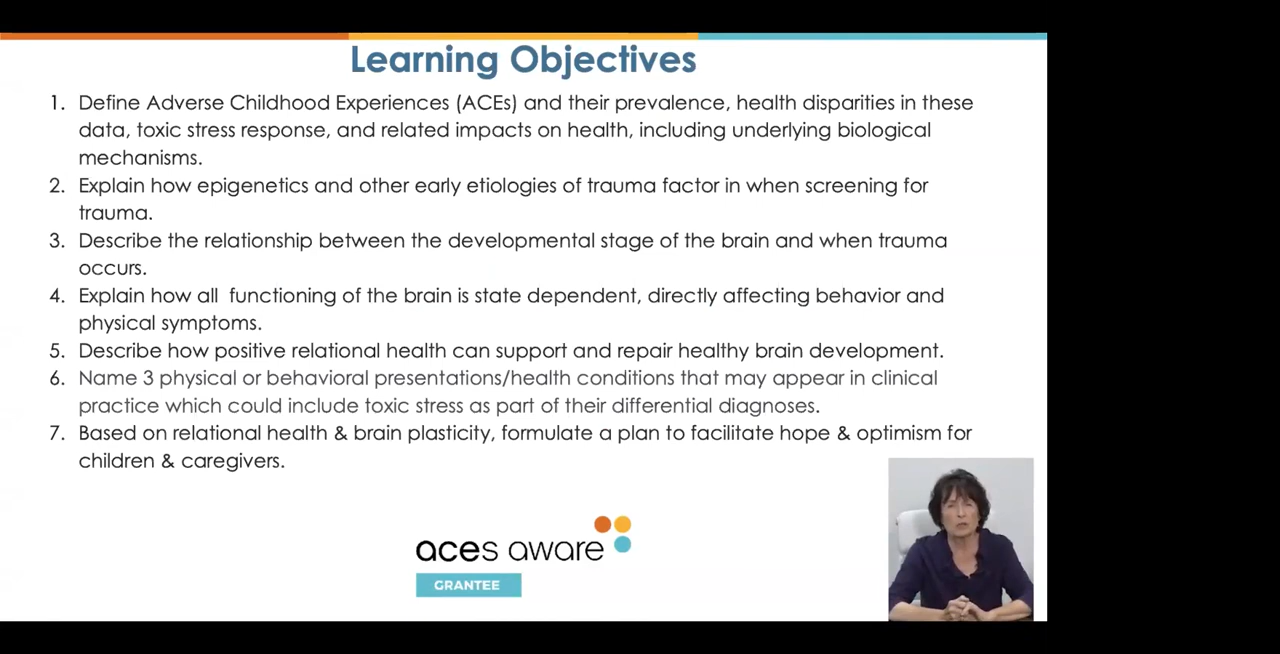 Learning Objectives
1. Define Adverse Childhood Experiences (ACEs) and their prevalence, health disparities in these
data, toxic stress response, and related impacts on health, including underlying biological
mechanisms.
2. Explain how epigenetics and other early etiologies of trauma factor in when screening for
trauma.
3. Describe the relationship between the developmental stage of the brain and when trauma
occurs.
4. Explain how all  functioning of the brain is state dependent, directly affecting behavior and
physical symptoms.
5. Describe how positive relational health can support and repair healthy brain development.
6. Name 3 physical or behavioral presentations/health conditions that may appear in clinical
practice which could include toxic stress as part of their differential diagnoses.
7. Based on relational health & brain plasticity, formulate a plan to facilitate hope & optimism for
children & caregivers.
aces aware
GRANTEE